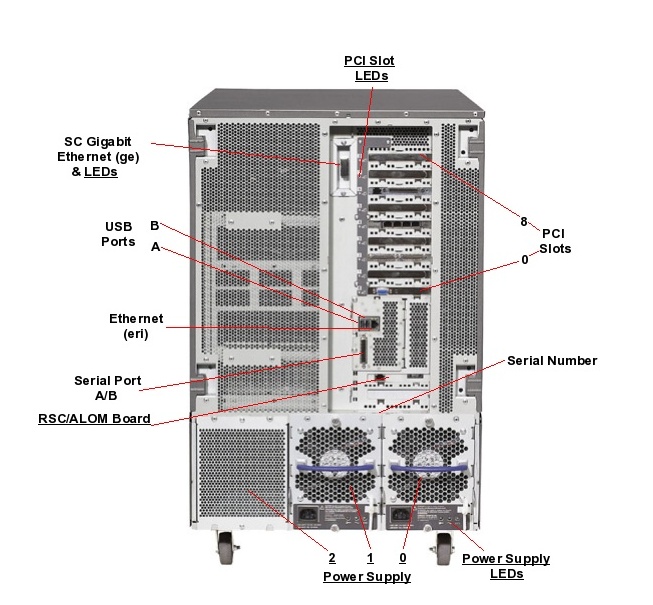 PCI Slot
LEDs
SC Gigabit
Ethernet (ge)
& LEDs
USB
Ports
B
A
8
PCI
Slots
0
Ethernet
(eri)
Serial Number
Serial Port
A/B
RSC/ALOM Board
2
1
0
Power Supply
Power Supply
LEDs